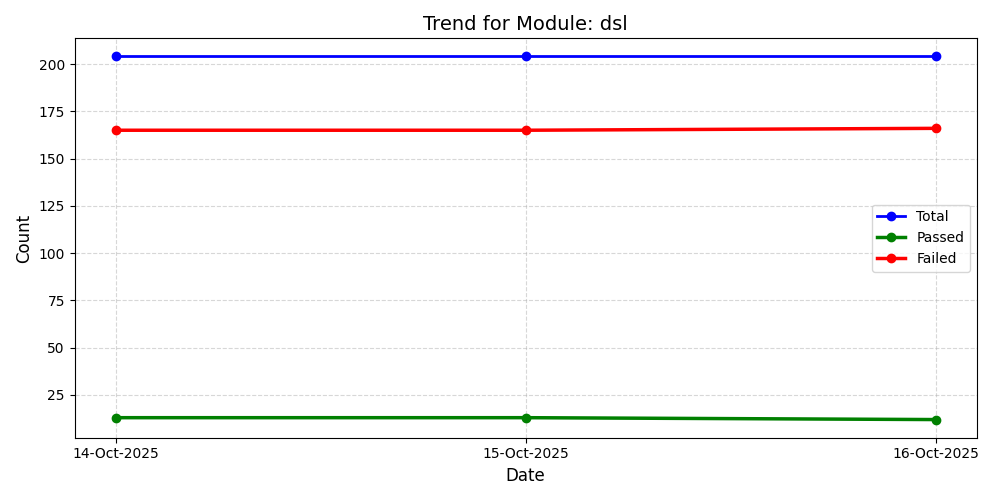 Trend for Module: dsl
200
175
150
125
100
75
50
25
Count
Total
Passed
Failed
14-Oct-2025 15-Oct-2025 16-Oct-2025
Date